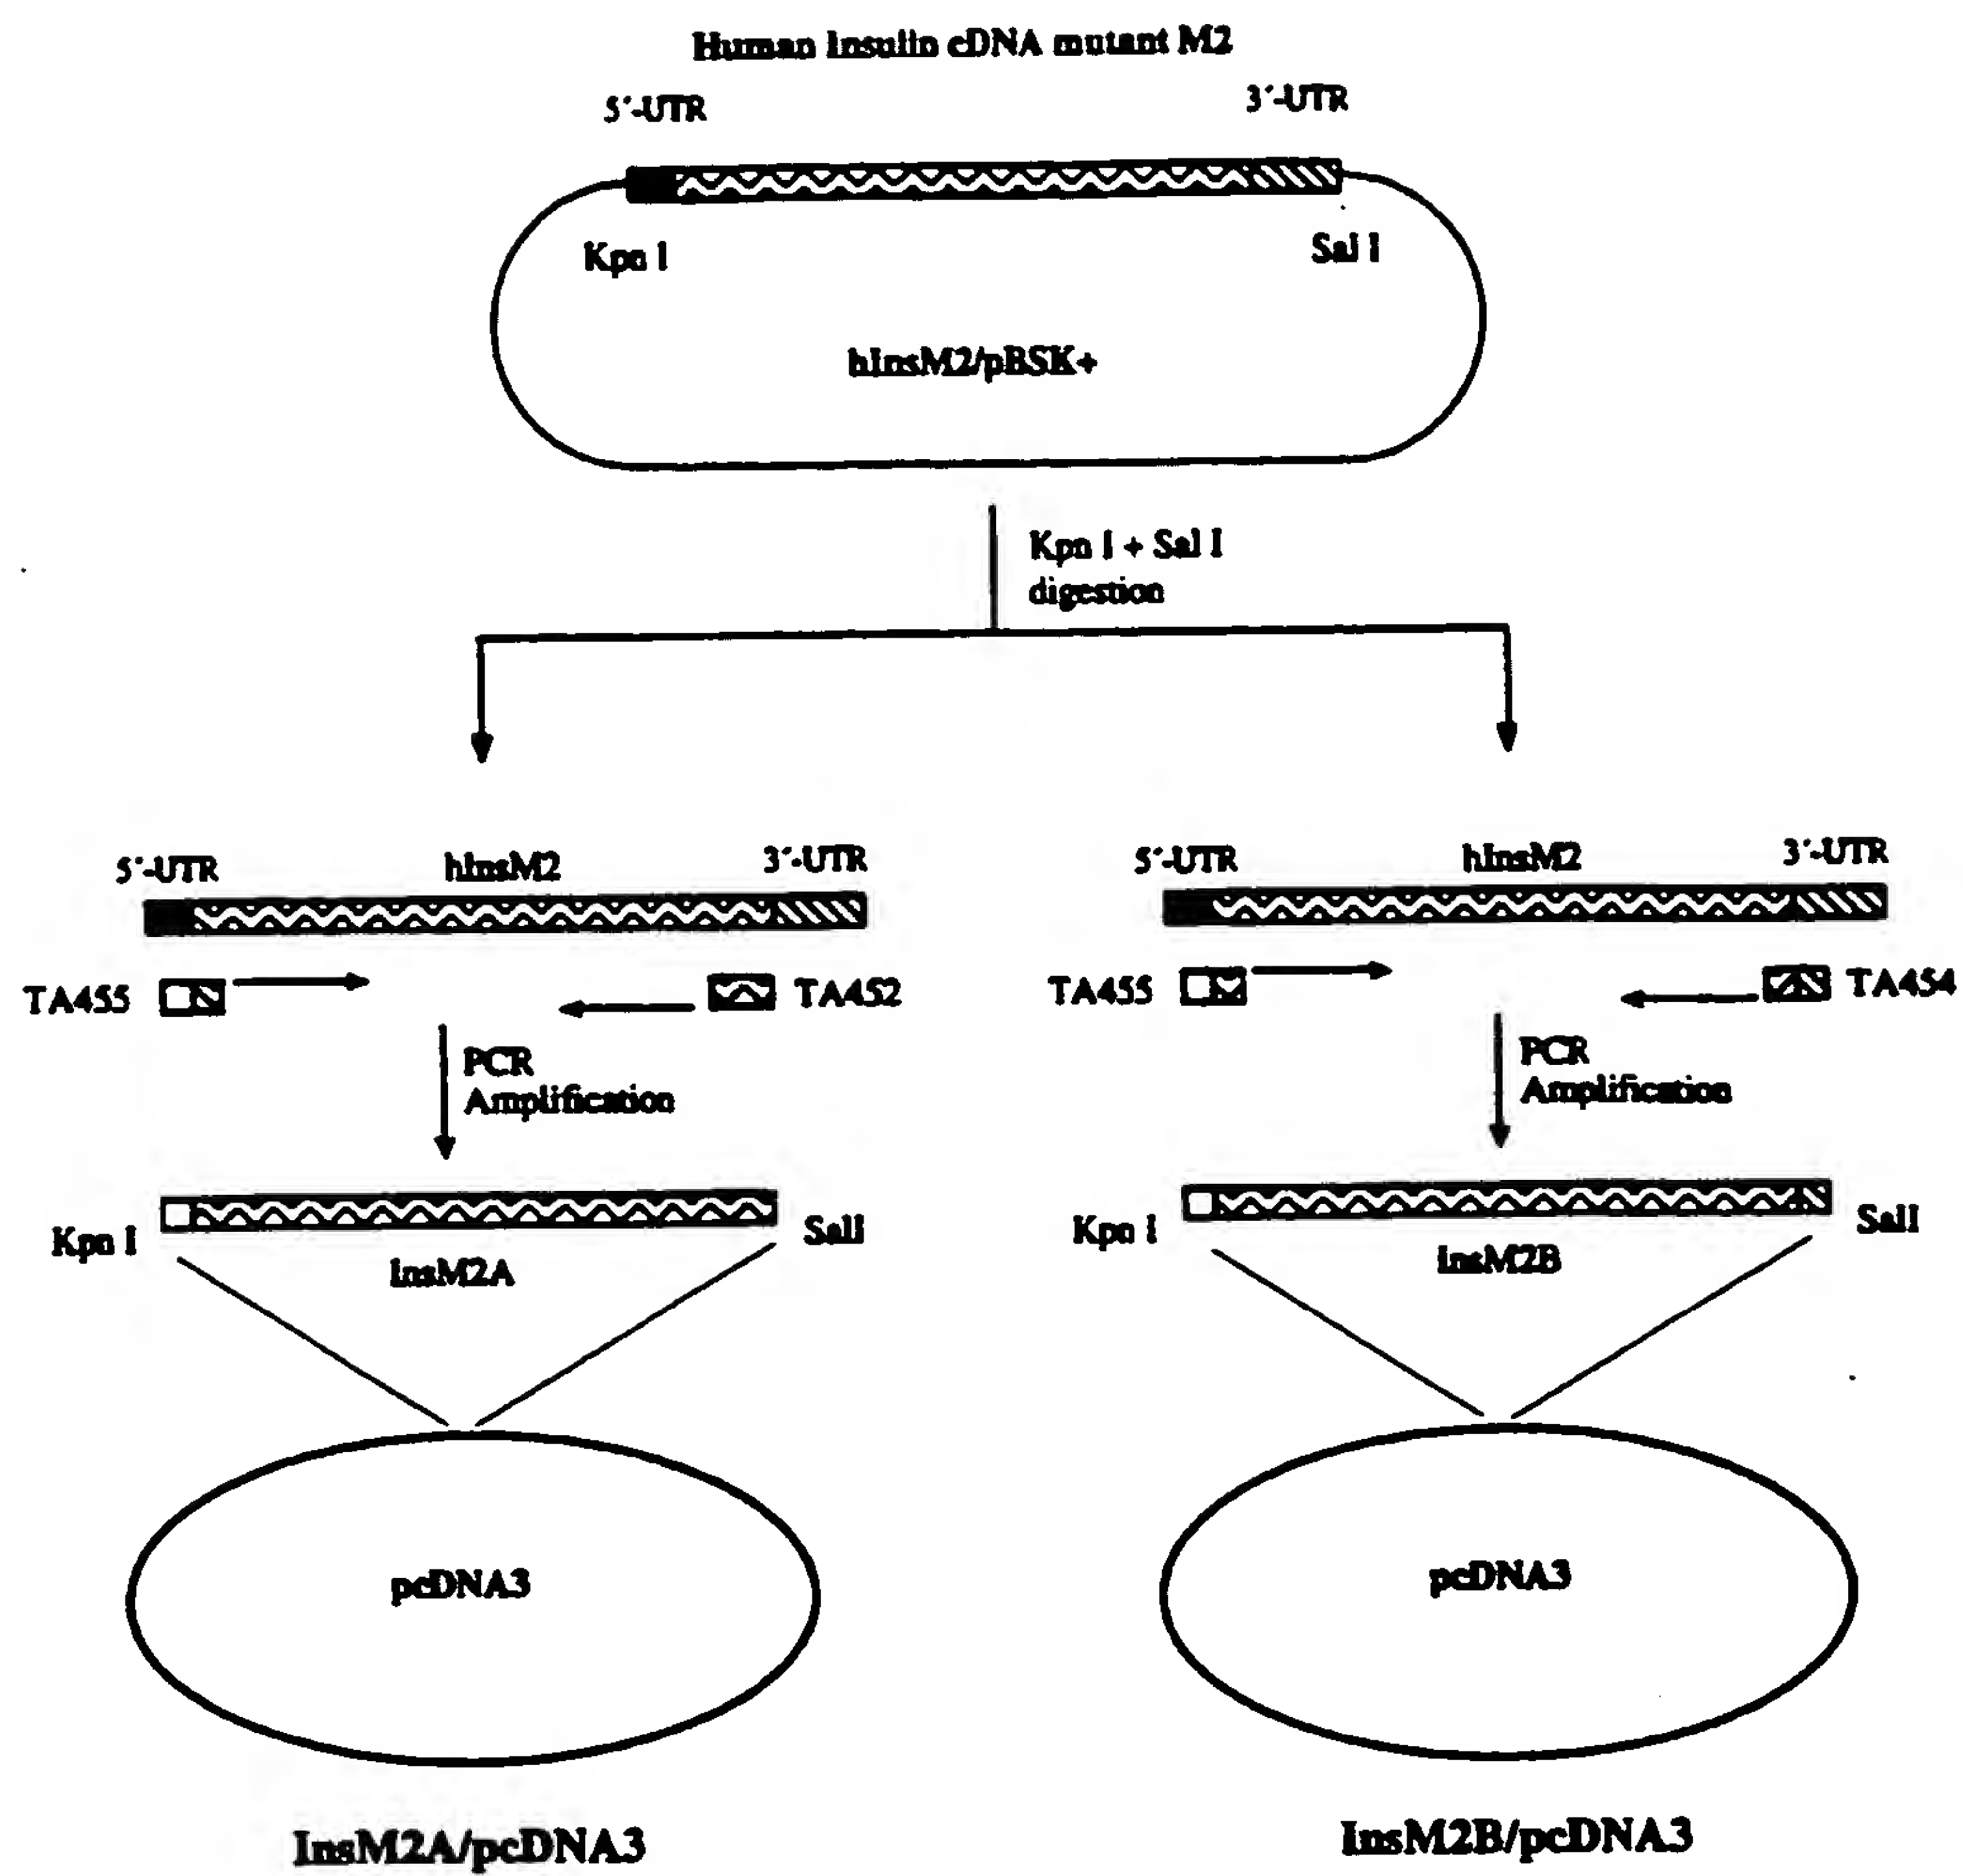 Human Insulin cDNA mutant M2
5´-UTR
3´-UTR
Kpn I
Sal I
hInsM2/pBSK+
Kpn I + Sal I
digestion
5´-UTR
hInsM2
3´-UTR
5´-UTR
hInsM2
3´-UTR
TA455
TA452
TA455
TA454
PCR
Amplification
PCR
Amplification
Kpn I
SalI
InsM2A
Kpn I
SalI
InsM2B
pcDNA3
pcDNA3
InsM2A/pcDNA3
InsM2B/pcDNA3